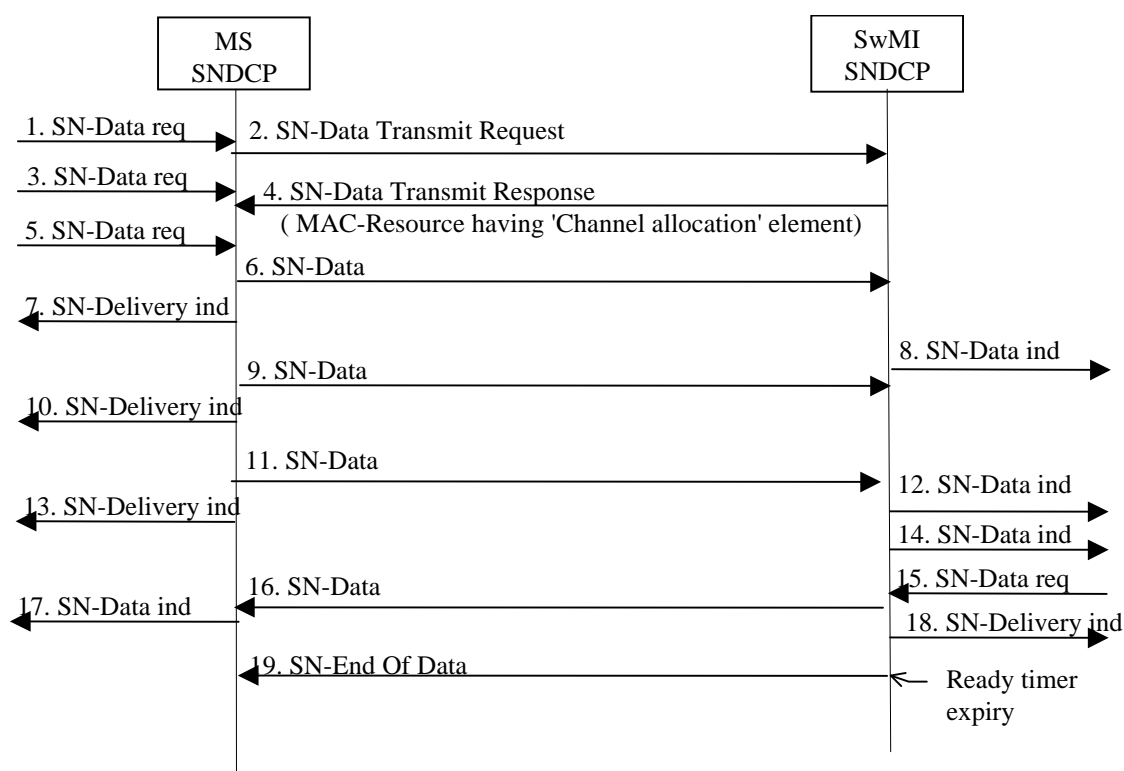 MS
SNDCP
SwMI
SNDCP
1. SN-Data req
2. SN-Data Transmit Request
3. SN-Data req
4. SN-Data Transmit Response
( MAC-Resource having 'Channel allocation' element)
5. SN-Data req
6. SN-Data
7. SN-Delivery ind
8. SN-Data ind
9. SN-Data
10. SN-Delivery ind
11. SN-Data
12. SN-Data ind
13. SN-Delivery ind
14. SN-Data ind
15. SN-Data req
16. SN-Data
17. SN-Data ind
18. SN-Delivery ind
19. SN-End Of Data
Ready timer
expiry